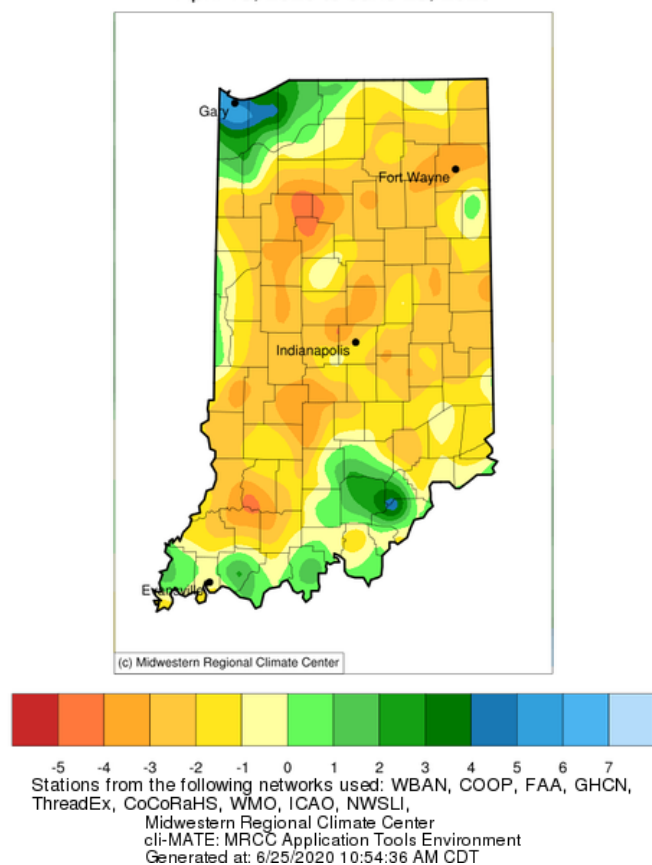 Gary
Fort Wayne
Indianapolis
Evansville
(c) Midwestern Regional Climate Center
-5 -4 -3 -2 -1 0 1 2 3 4 5 6 7
Stations from the following networks used: WBAN, COOP, FAA, GHCN,
ThreadEx, CoCoRaHS, WMO, ICAO, NWSLI,
Midwestern Regional Climate Center
cli-MATE: MRCC Application Tools Environment
Generated at: 6/25/2020 10:54:36 AM CDT